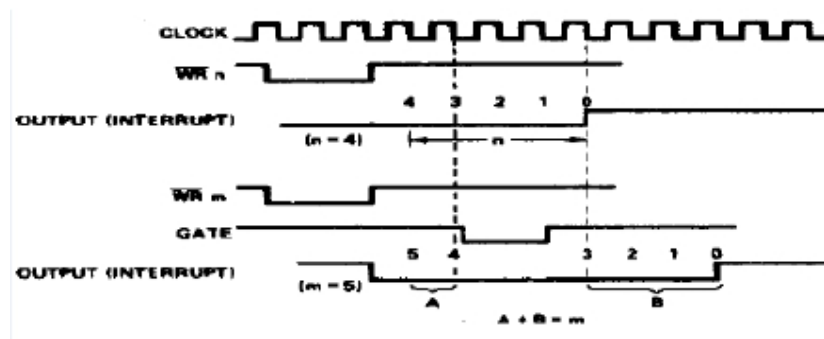 CLOCK
WR n
4 3 2 1 0
OUTPUT (INTERRUPT)
(n = 4)
n
WR m
GATE
5 4 3 2 1 0
OUTPUT (INTERRUPT)
(m = 5)
A B
A + B = m